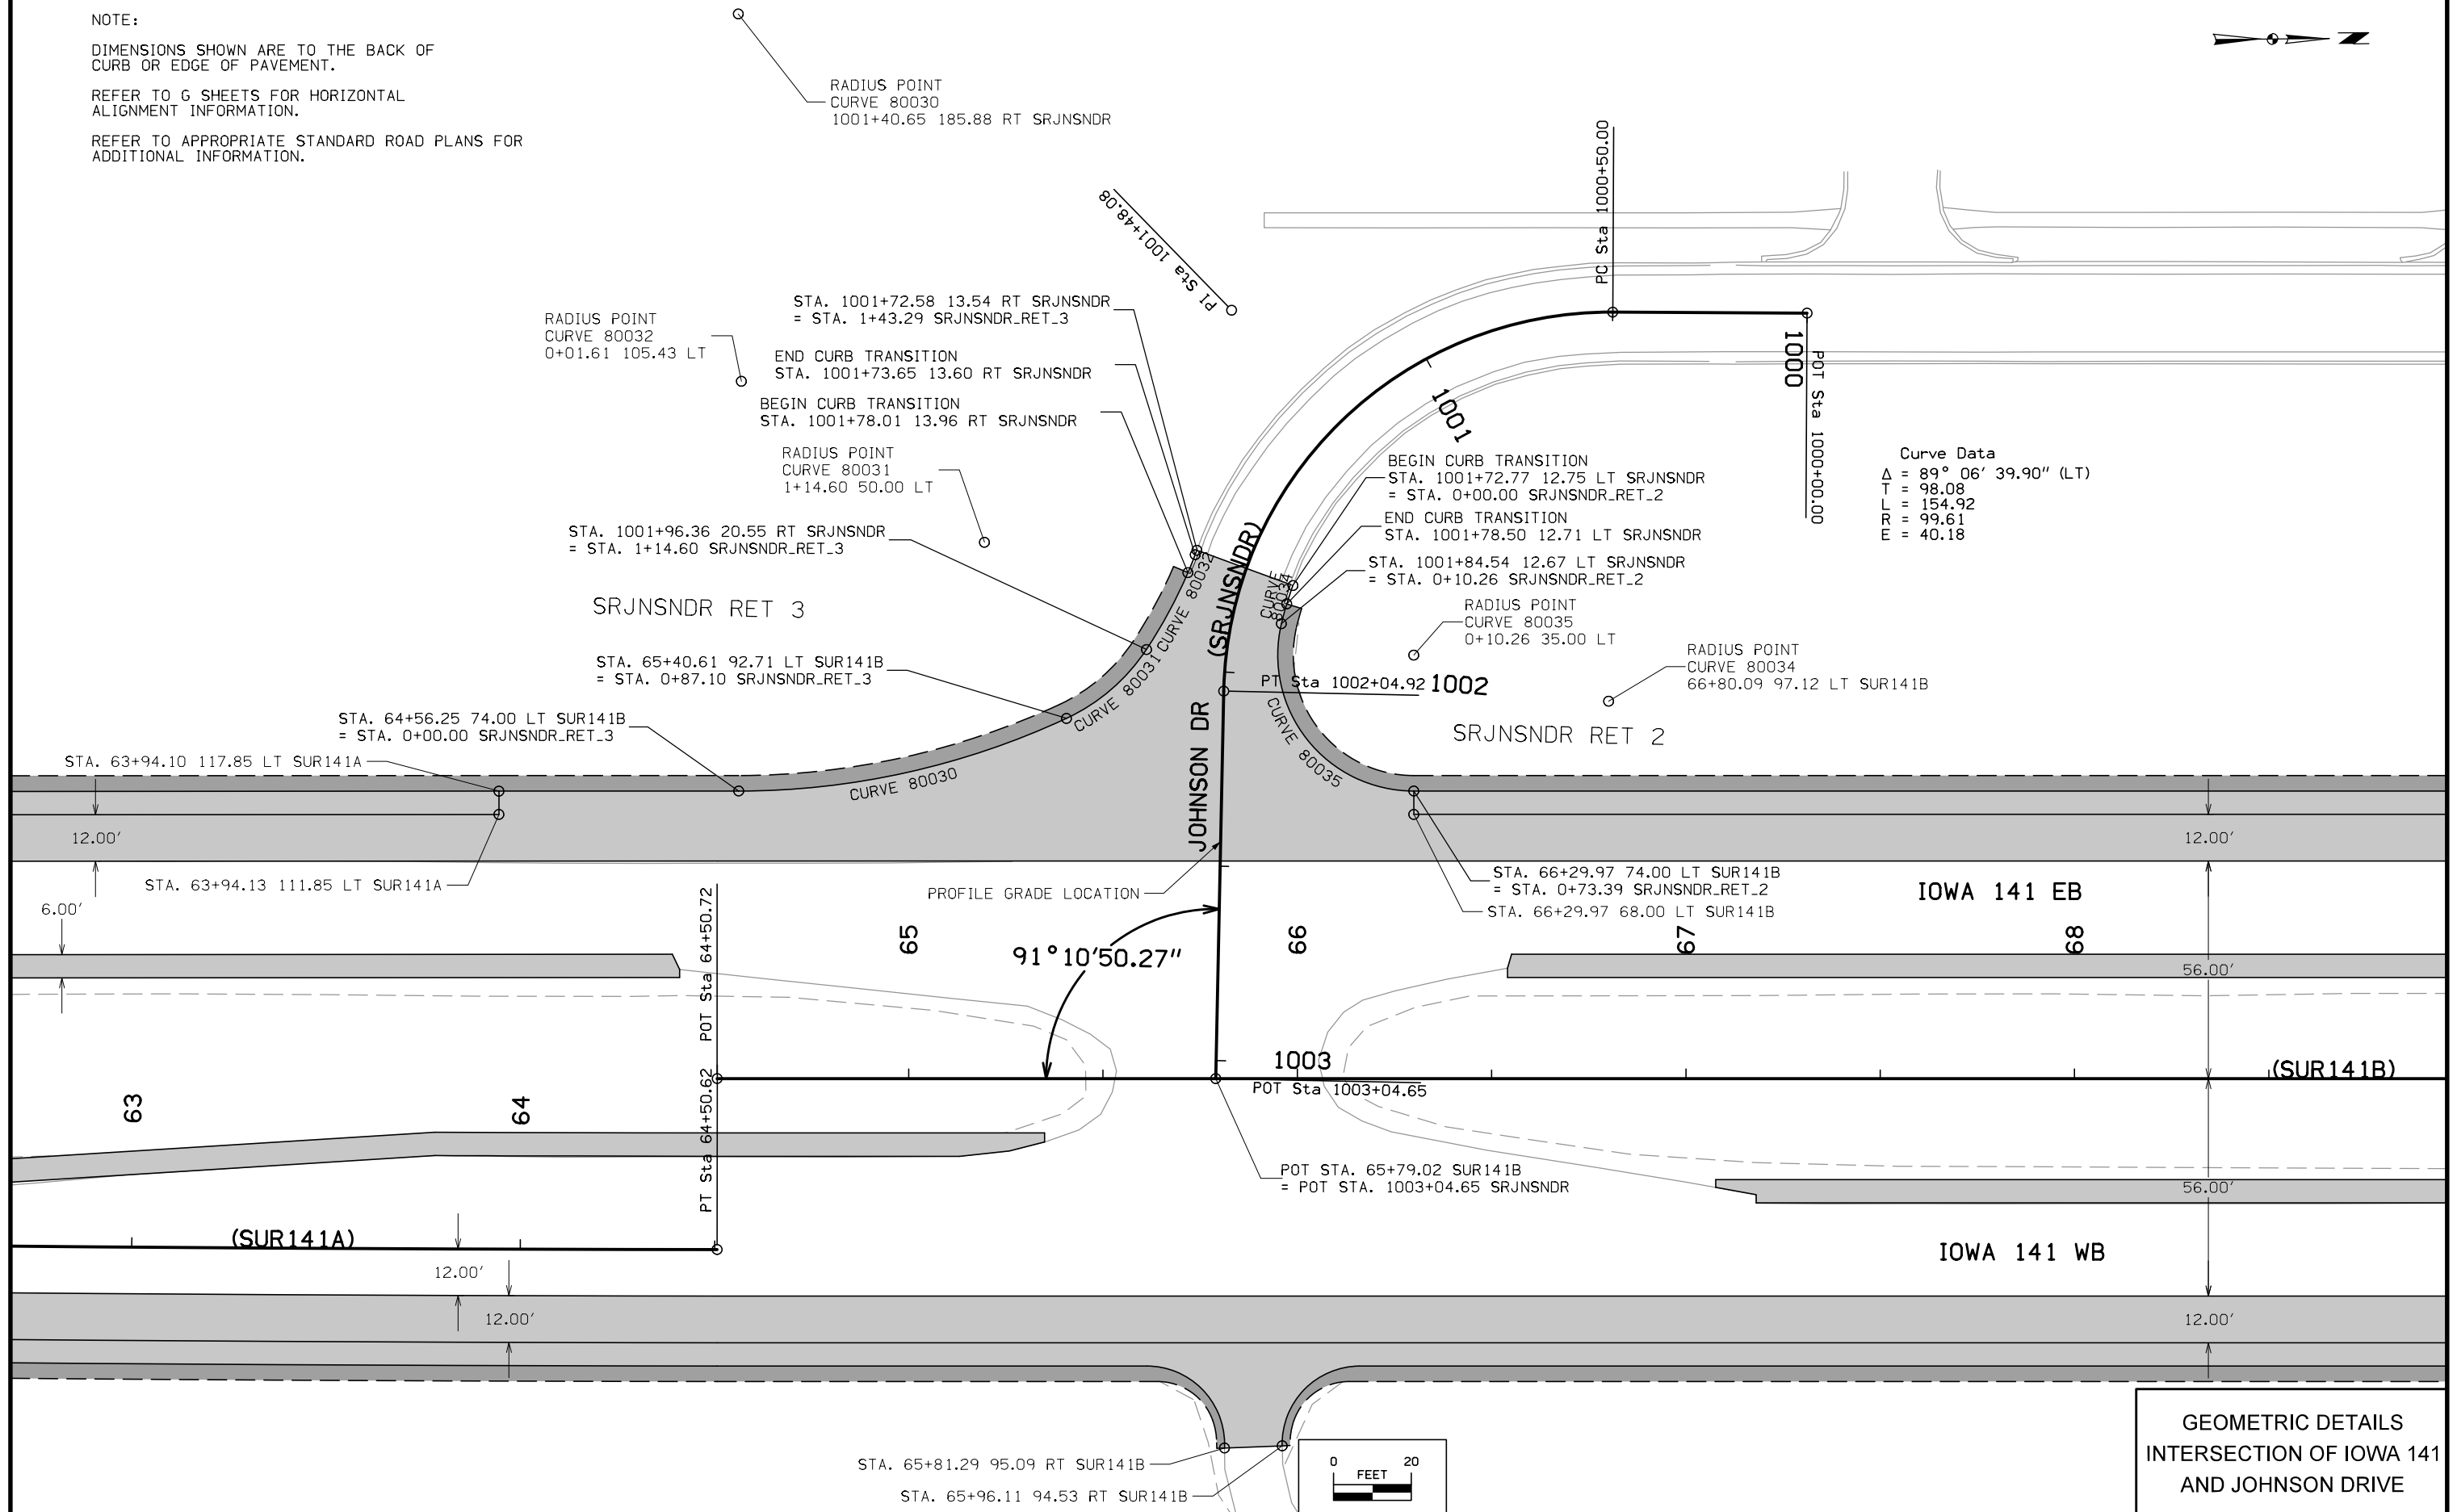 NOTE:
DIMENSIONS SHOWN ARE TO THE BACK OF
CURB OR EDGE OF PAVEMENT.
REFER TO G SHEETS FOR HORIZONTAL
ALIGNMENT INFORMATION.
REFER TO APPROPRIATE STANDARD ROAD PLANS FOR
ADDITIONAL INFORMATION.
RADIUS POINT
CURVE 80030
1001+40.65 185.88 RT SRJNSNDR
PI Sta 1001+48.08
PC Sta 1000+50.00
1000
POT Sta 1000+00.00
1001
STA. 1001+72.58 13.54 RT SRJNSNDR
= STA. 1+43.29 SRJNSNDR_RET_3
RADIUS POINT
CURVE 80032
0+01.61 105.43 LT
END CURB TRANSITION
STA. 1001+73.65 13.60 RT SRJNSNDR
BEGIN CURB TRANSITION
STA. 1001+78.01 13.96 RT SRJNSNDR
RADIUS POINT
CURVE 80031
1+14.60 50.00 LT
Curve Data
Δ = 89° 06' 39.90" (LT)
T = 98.08
L = 154.92
R = 99.61
E = 40.18
BEGIN CURB TRANSITION
STA. 1001+72.77 12.75 LT SRJNSNDR
= STA. 0+00.00 SRJNSNDR_RET_2
END CURB TRANSITION
STA. 1001+78.50 12.71 LT SRJNSNDR
STA. 1001+84.54 12.67 LT SRJNSNDR
= STA. 0+10.26 SRJNSNDR_RET_2
STA. 1001+96.36 20.55 RT SRJNSNDR
= STA. 1+14.60 SRJNSNDR_RET_3
SRJNSNDR RET 3
CURVE 80032
(SRJNSNDR)
CURVE
80034
RADIUS POINT
CURVE 80035
0+10.26 35.00 LT
RADIUS POINT
CURVE 80034
66+80.09 97.12 LT SUR141B
STA. 65+40.61 92.71 LT SUR141B
= STA. 0+87.10 SRJNSNDR_RET_3
CURVE 80031
PT Sta 1002+04.92
1002
SRJNSNDR RET 2
STA. 64+56.25 74.00 LT SUR141B
= STA. 0+00.00 SRJNSNDR_RET_3
STA. 63+94.10 117.85 LT SUR141A
CURVE 80030
JOHNSON DR
CURVE 80035
12.00'
12.00'
STA. 63+94.13 111.85 LT SUR141A
PROFILE GRADE LOCATION
STA. 66+29.97 74.00 LT SUR141B
= STA. 0+73.39 SRJNSNDR_RET_2
STA. 66+29.97 68.00 LT SUR141B
IOWA 141 EB
6.00'
POT Sta 64+50.72
65
66
67
68
91°10'50.27"
56.00'
PT Sta 64+50.62
1003
POT Sta 1003+04.65
(SUR141B)
63
64
POT STA. 65+79.02 SUR141B
= POT STA. 1003+04.65 SRJNSNDR
56.00'
(SUR141A)
IOWA 141 WB
12.00'
12.00'
12.00'
STA. 65+81.29 95.09 RT SUR141B
STA. 65+96.11 94.53 RT SUR141B
0 20
FEET
GEOMETRIC DETAILS
INTERSECTION OF IOWA 141
AND JOHNSON DRIVE